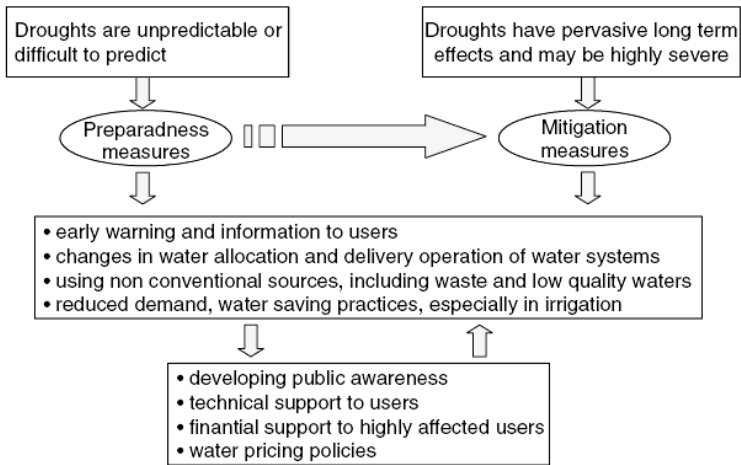 Droughts are unpredictable or
difficult to predict
Droughts have pervasive long term
effects and may be highly severe
Preparadness
measures
Mitigation
measures
• early warning and information to users
• changes in water allocation and delivery operation of water systems
• using non conventional sources, including waste and low quality waters
• reduced demand, water saving practices, especially in irrigation
• developing public awareness
• technical support to users
• finantial support to highly affected users
• water pricing policies